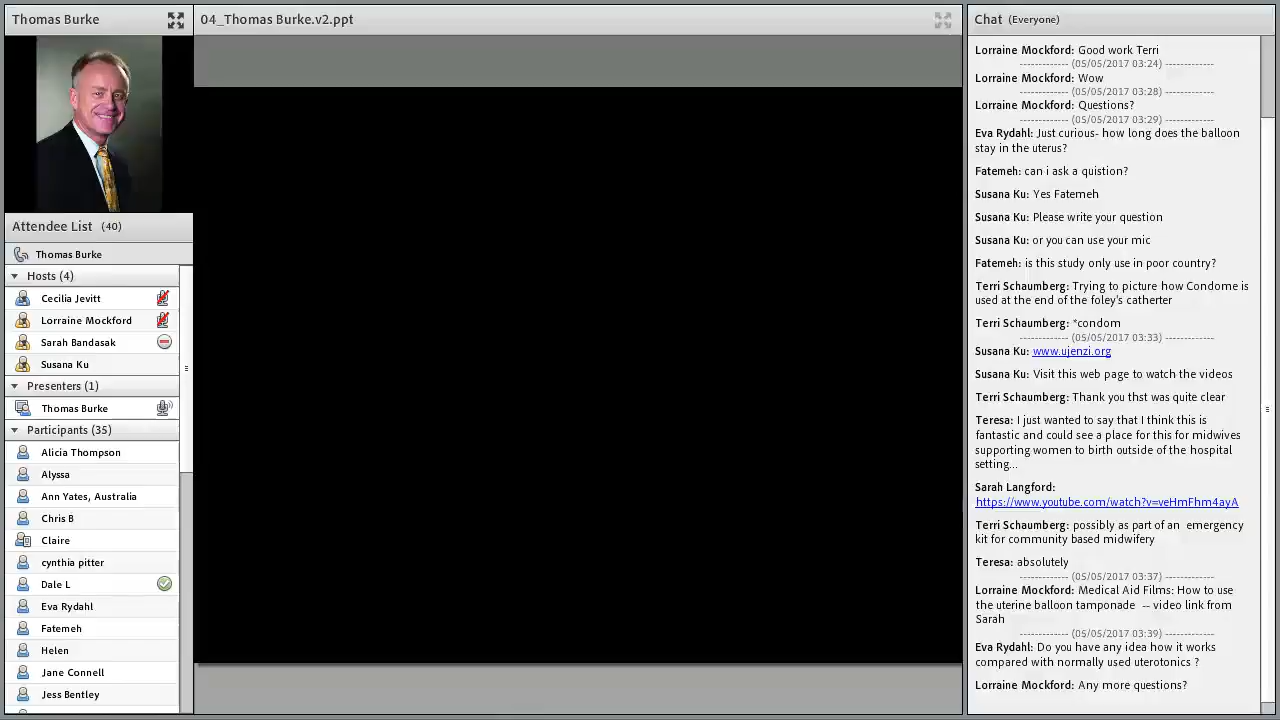 Thomas Burke
04_Thomas Burke.v2.ppt
Chat (Everyone)
Attendee List (40)
Thomas Burke
Hosts (4)
Cecilia Jevitt
Lorraine Mockford
Sarah Bandasak
Susana Ku
Presenters (1)
Thomas Burke
Participants (35)
Alicia Thompson
Alyssa
Ann Yates, Australia
Chris B
Claire
cynthia pitter
Dale L
Eva Rydahl
Fatemeh
Helen
Jane Connell
Jess Bentley
Lorraine Mockford: Good work Terri
------------- (05/05/2017 03:24) -------------
Lorraine Mockford: Wow
------------- (05/05/2017 03:28) -------------
Lorraine Mockford: Questions?
------------- (05/05/2017 03:29) -------------
Eva Rydahl: Just curious- how long does the balloon
stay in the uterus?
Fatemeh: can i ask a quistion?
Susana Ku: Yes Fatemeh
Susana Ku: Please write your question
Susana Ku: or you can use your mic
Fatemeh: is this study only use in poor country?
Terri Schaumberg: Trying to picture how Condome is
used at the end of the foley's catherter
Terri Schaumberg: *condom
------------- (05/05/2017 03:33) -------------
Susana Ku: www.ujenzi.org
Susana Ku: Visit this web page to watch the videos
Terri Schaumberg: Thank you thst was quite clear
Teresa: I just wanted to say that I think this is
fantastic and could see a place for this for midwives
supporting women to birth outside of the hospital
setting...
Sarah Langford:
https://www.youtube.com/watch?v=veHmFhm4ayA
Terri Schaumberg: possibly as part of an emergency
kit for community based midwifery
Teresa: absolutely
------------- (05/05/2017 03:37) -------------
Lorraine Mockford: Medical Aid Films: How to use
the uterine balloon tamponade -- video link from
Sarah
------------- (05/05/2017 03:39) -------------
Eva Rydahl: Do you have any idea how it works
compared with normally used uterotonics ?
Lorraine Mockford: Any more questions?